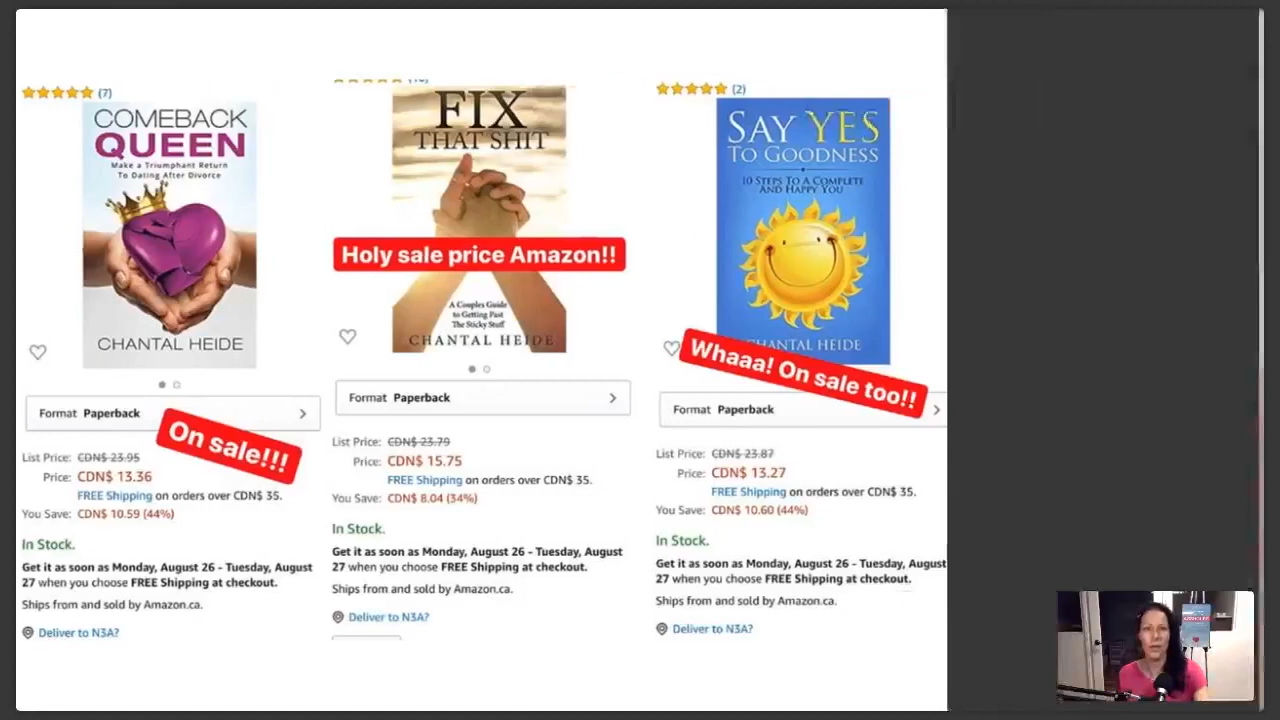 (7)
COMEBACK
QUEEN
Make a Triumphant Return
To Dating After Divorce
CHANTAL HEIDE
Format Paperback
On sale!!!
List Price: CDN$ 23.95
Price: CDN$ 13.36
FREE Shipping on orders over CDN$ 35.
You Save: CDN$ 10.59 (44%)
In Stock.
Get it as soon as Monday, August 26 - Tuesday, August
27 when you choose FREE Shipping at checkout.
Ships from and sold by Amazon.ca.
Deliver to N3A?
FIX
THAT SHIT
Holy sale price Amazon!!
A Couples Guide
to Getting Past
The Sticky Stuff
CHANTAL HEIDE
Format Paperback
List Price: CDN$ 23.79
Price: CDN$ 15.75
FREE Shipping on orders over CDN$ 35.
You Save: CDN$ 8.04 (34%)
In Stock.
Get it as soon as Monday, August 26 - Tuesday, August
27 when you choose FREE Shipping at checkout.
Ships from and sold by Amazon.ca.
Deliver to N3A?
(2)
SAY YES
TO GOODNESS
10 STEPS TO A COMPLETE
AND HAPPY YOU
CHANTAL HEIDE
Whaaa! On sale too!!
Format Paperback
List Price: CDN$ 23.87
Price: CDN$ 13.27
FREE Shipping on orders over CDN$ 35.
You Save: CDN$ 10.60 (44%)
In Stock.
Get it as soon as Monday, August 26 - Tuesday, August
27 when you choose FREE Shipping at checkout.
Ships from and sold by Amazon.ca.
Deliver to N3A?